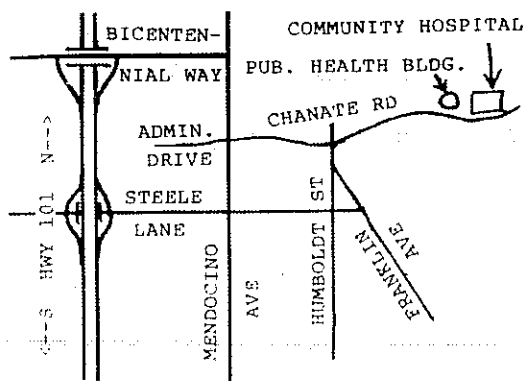 COMMUNITY HOSPITAL
BICENTEN-
NIAL WAY
PUB. HEALTH BLDG.
CHANATE RD
ADMIN.
DRIVE
STEELE
LANE
<--S HWY 101 N-->
MENDOCINO
AVE
HUMBOLDT ST
FRANKLIN
AVE